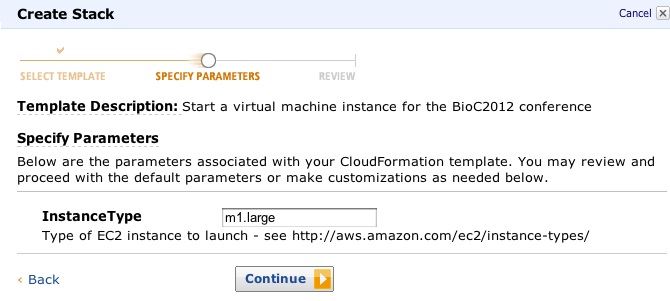 Create Stack
Cancel
SELECT TEMPLATE SPECIFY PARAMETERS REVIEW
Template Description: Start a virtual machine instance for the BioC2012 conference
Specify Parameters
Below are the parameters associated with your CloudFormation template. You may review and
proceed with the default parameters or make customizations as needed below.
InstanceType m1.large
Type of EC2 instance to launch - see http://aws.amazon.com/ec2/instance-types/
Back Continue